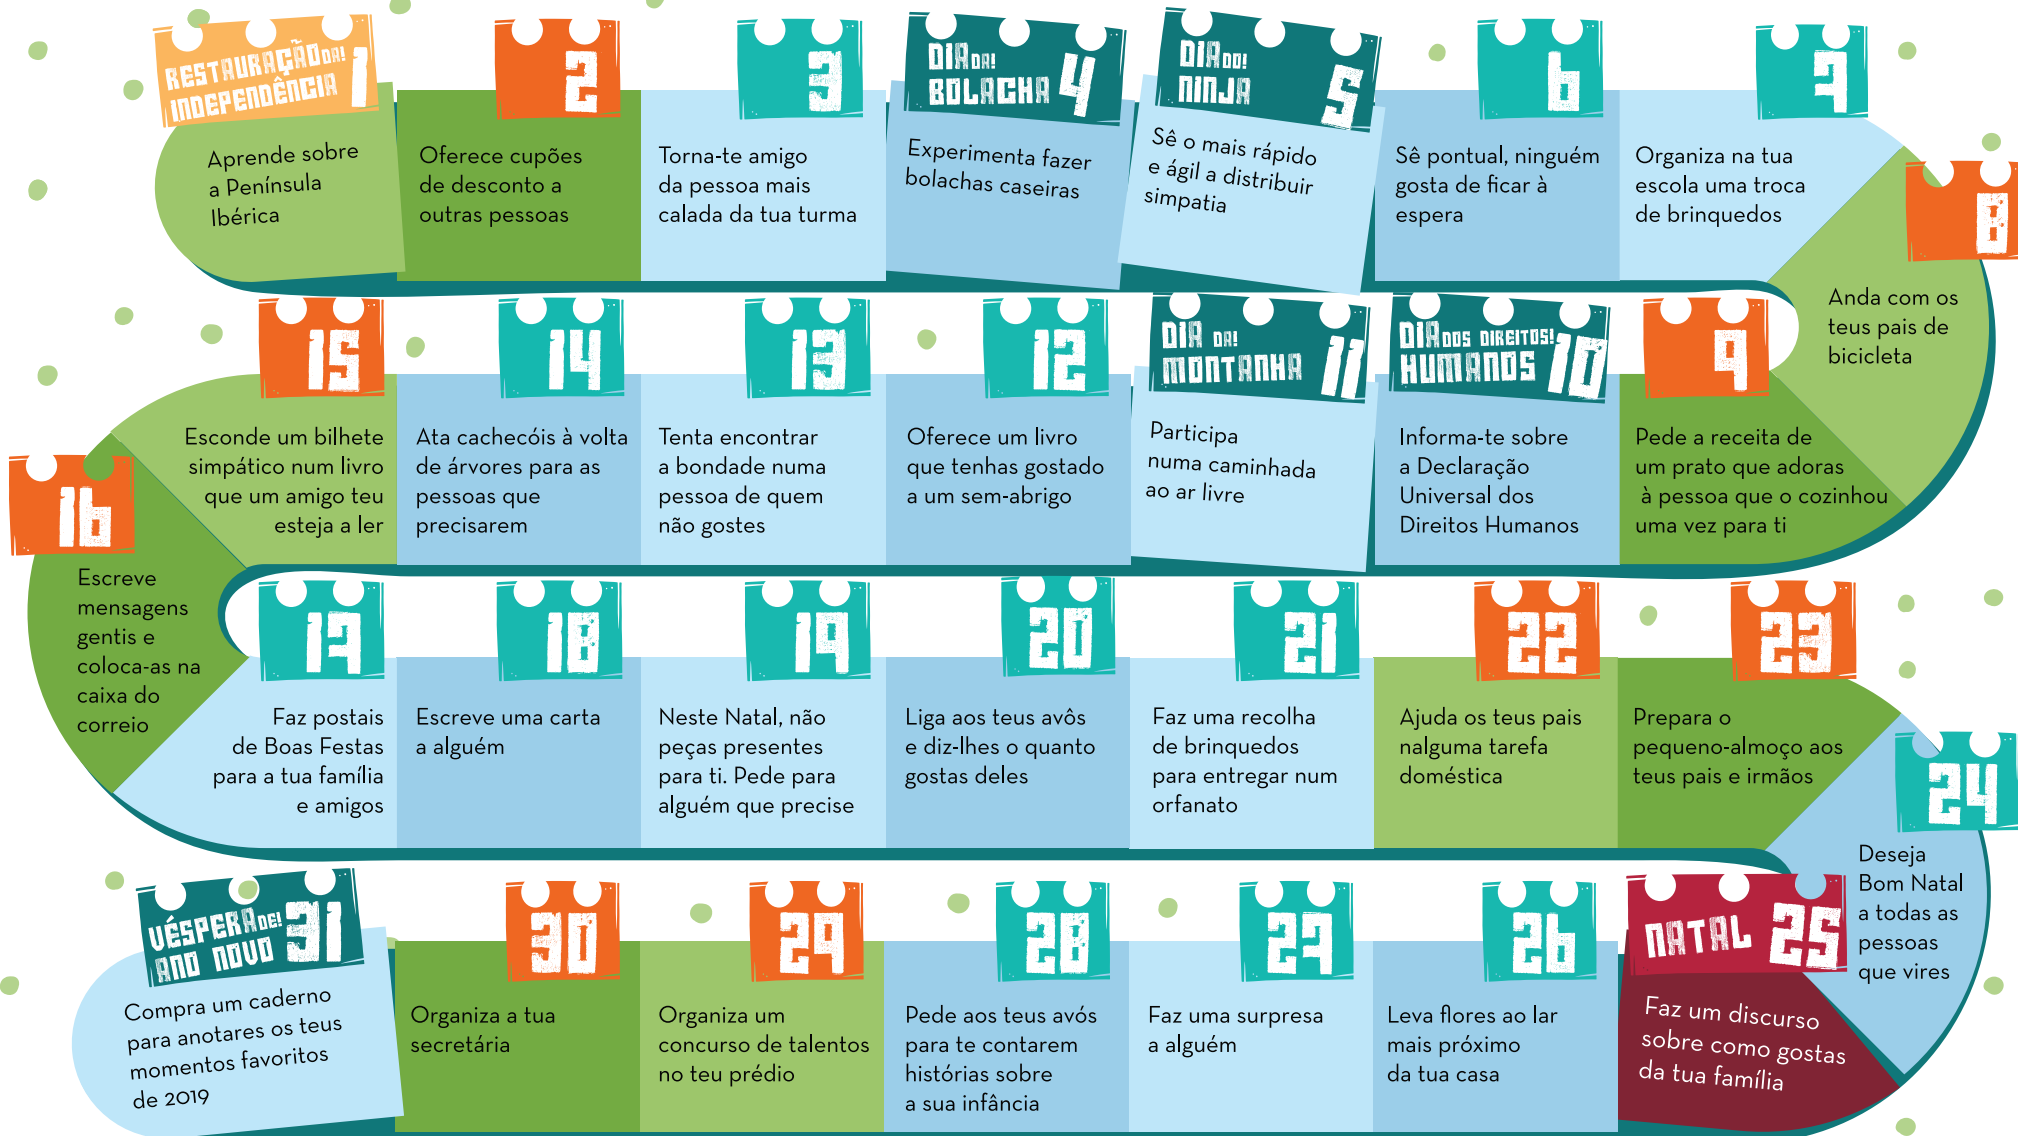 RESTAURAÇÃO DA!
INDEPENDÊNCIA
1
Aprende sobre
a Península
Ibérica
2
Oferece cupões
de desconto a
outras pessoas
3
Torna-te amigo
da pessoa mais
calada da tua turma
DIA DA!
BOLACHA
4
Experimenta fazer
bolachas caseiras
DIA DO!
NINJA
5
Sê o mais rápido
e ágil a distribuir
simpatia
6
Sê pontual, ninguém
gosta de ficar à
espera
7
Organiza na tua
escola uma troca
de brinquedos
8
Anda com os
teus pais de
bicicleta
9
Pede a receita de
um prato que adoras
à pessoa que o cozinhou
uma vez para ti
DIA DOS DIREITOS!
HUMANOS
10
Informa-te sobre
a Declaração
Universal dos
Direitos Humanos
DIA DA!
MONTANHA
11
Participa
numa caminhada
ao ar livre
12
Oferece um livro
que tenhas gostado
a um sem-abrigo
13
Tenta encontrar
a bondade numa
pessoa de quem
não gostes
14
Ata cachecóis à volta
de árvores para as
pessoas que
precisarem
15
Esconde um bilhete
simpático num livro
que um amigo teu
esteja a ler
16
Escreve
mensagens
gentis e
coloca-as na
caixa do
correio
17
Faz postais
de Boas Festas
para a tua família
e amigos
18
Escreve uma carta
a alguém
19
Neste Natal, não
peças presentes
para ti. Pede para
alguém que precise
20
Liga aos teus avôs
e diz-lhes o quanto
gostas deles
21
Faz uma recolha
de brinquedos
para entregar num
orfanato
22
Ajuda os teus pais
nalguma tarefa
doméstica
23
Prepara o
pequeno-almoço aos
teus pais e irmãos
24
Deseja
Bom Natal
a todas as
pessoas
que vires
NATAL
25
Faz um discurso
sobre como gostas
da tua família
26
Leva flores ao lar
mais próximo
da tua casa
27
Faz uma surpresa
a alguém
28
Pede aos teus avós
para te contarem
histórias sobre
a sua infância
29
Organiza um
concurso de talentos
no teu prédio
30
Organiza a tua
secretária
VÉSPERA DE!
ANO NOVO
31
Compra um caderno
para anotares os teus
momentos favoritos
de 2019